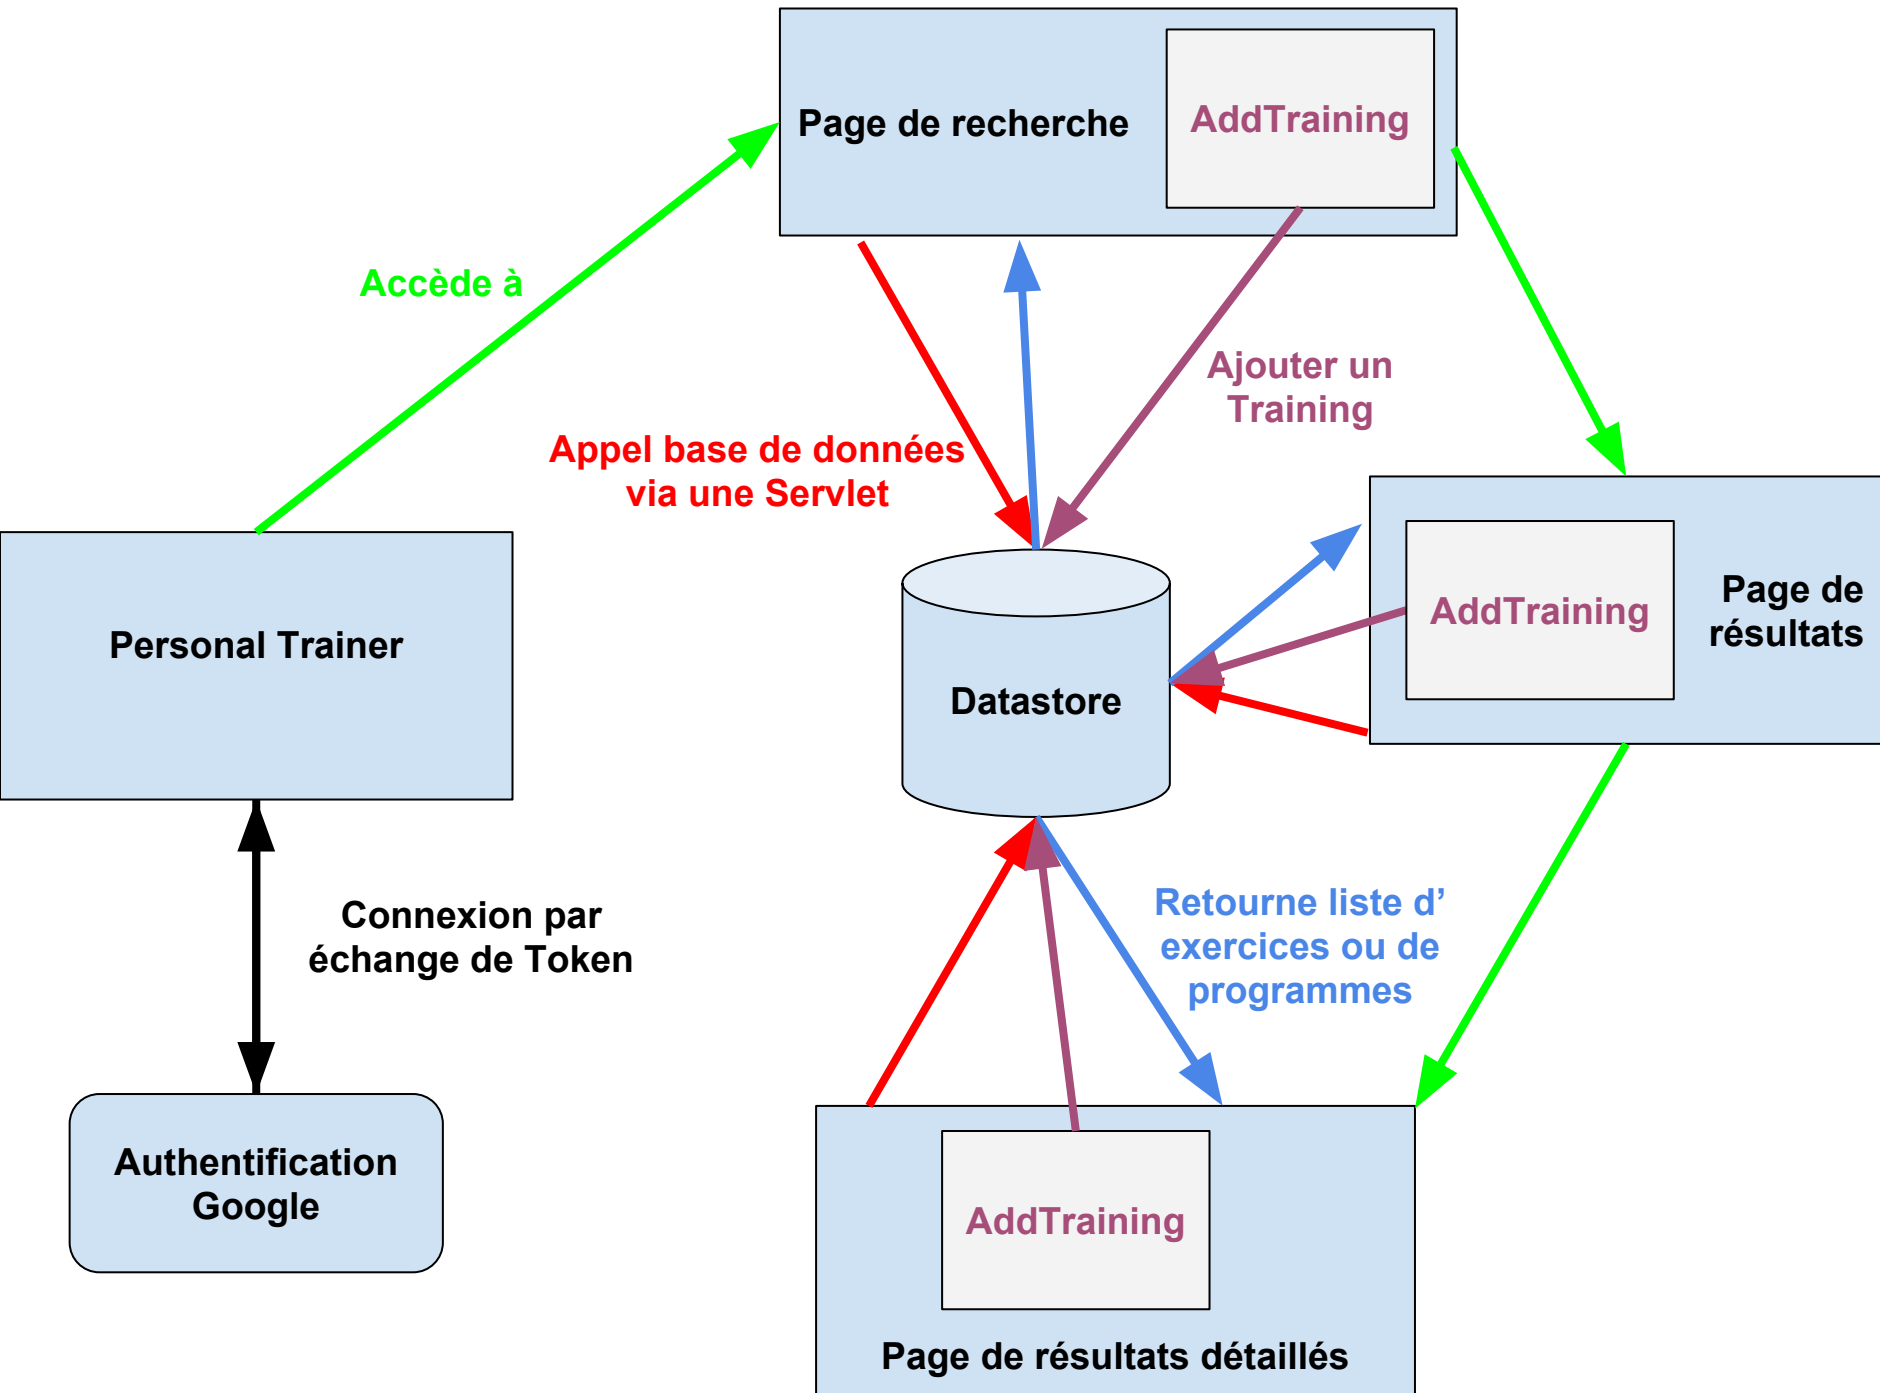 Page de recherche
AddTraining
Accède à
Ajouter un
Training
Appel base de données
via une Servlet
Personal Trainer
AddTraining
Page de
résultats
Datastore
Connexion par
échange de Token
Retourne liste d’
exercices ou de
programmes
Authentification
Google
AddTraining
Page de résultats détaillés